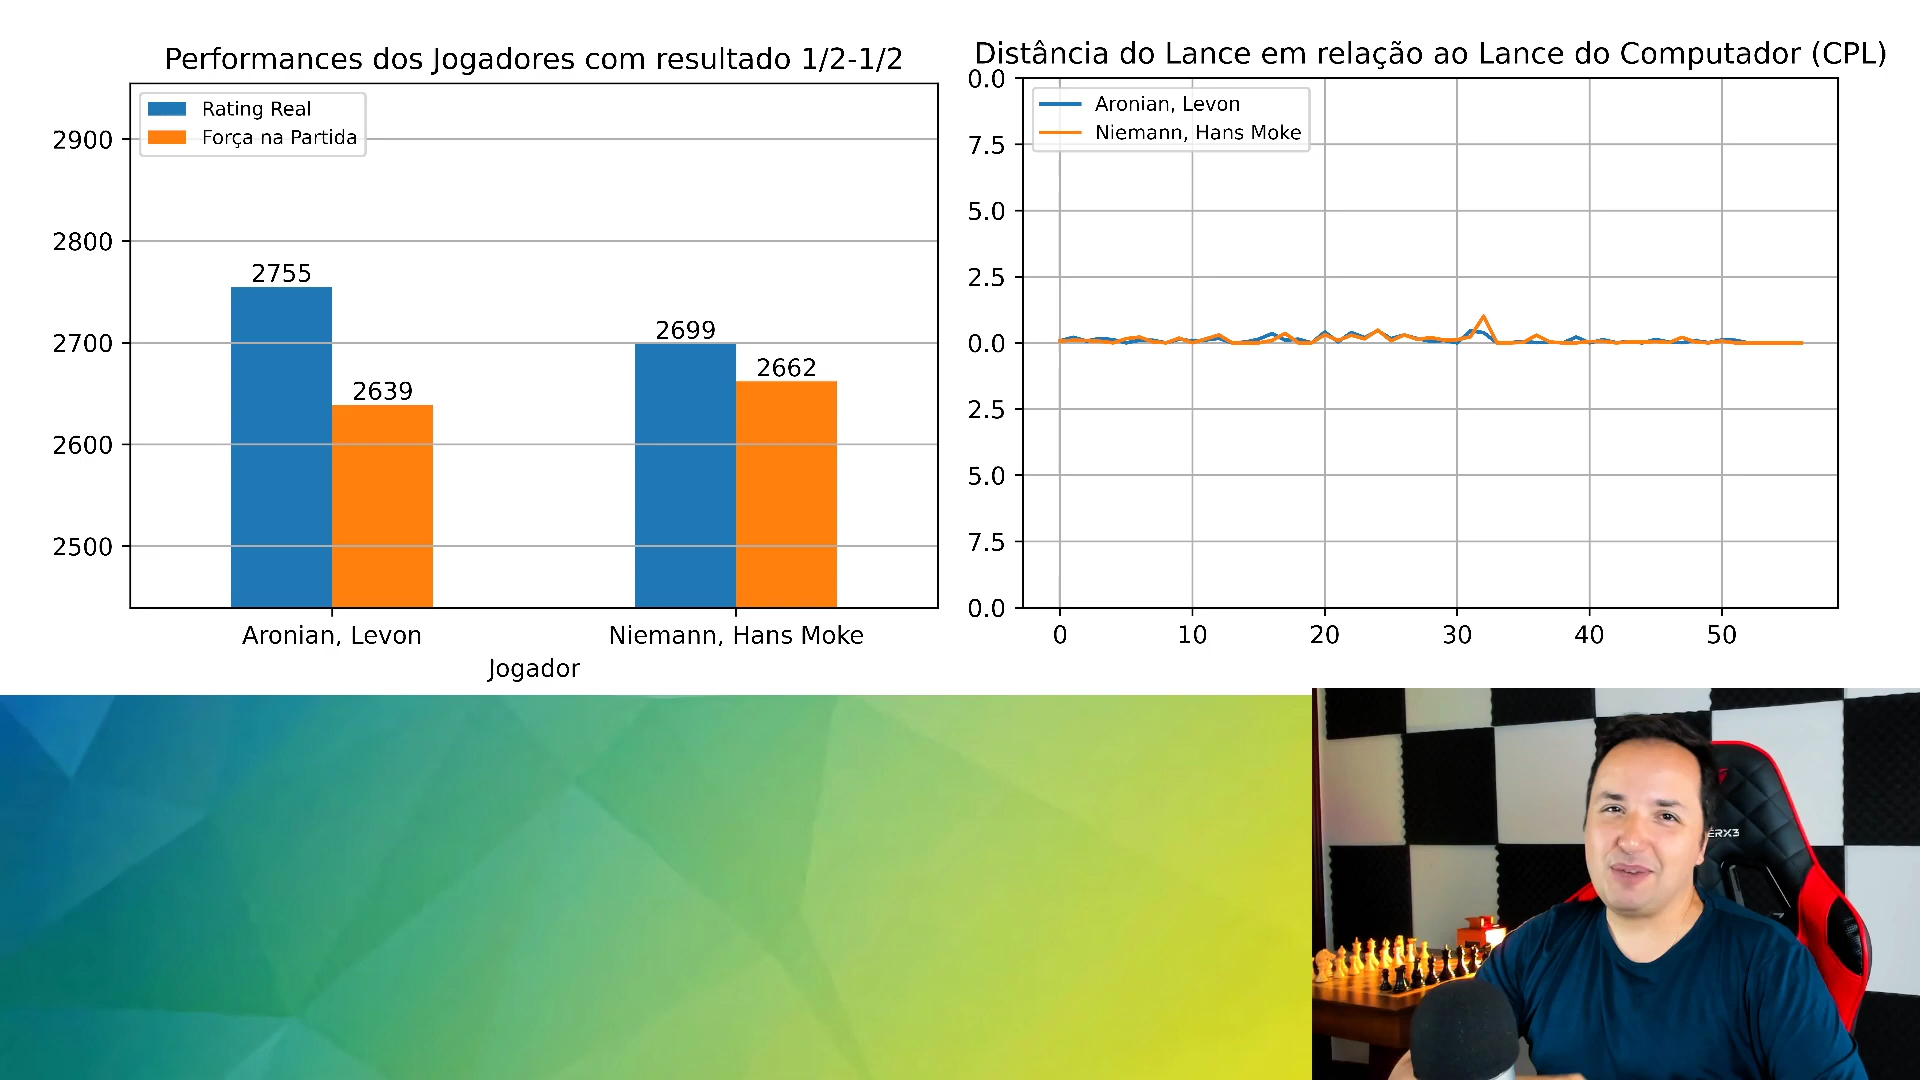 Performances dos Jogadores com resultado 1/2-1/2
Rating Real
Força na Partida
2900
2800
2700
2600
2500
2755
2639
2699
2662
Aronian, Levon
Niemann, Hans Moke
Jogador
Distância do Lance em relação ao Lance do Computador (CPL)
Aronian, Levon
Niemann, Hans Moke
0.0
7.5
5.0
2.5
0.0
2.5
5.0
7.5
0.0
0
10
20
30
40
50